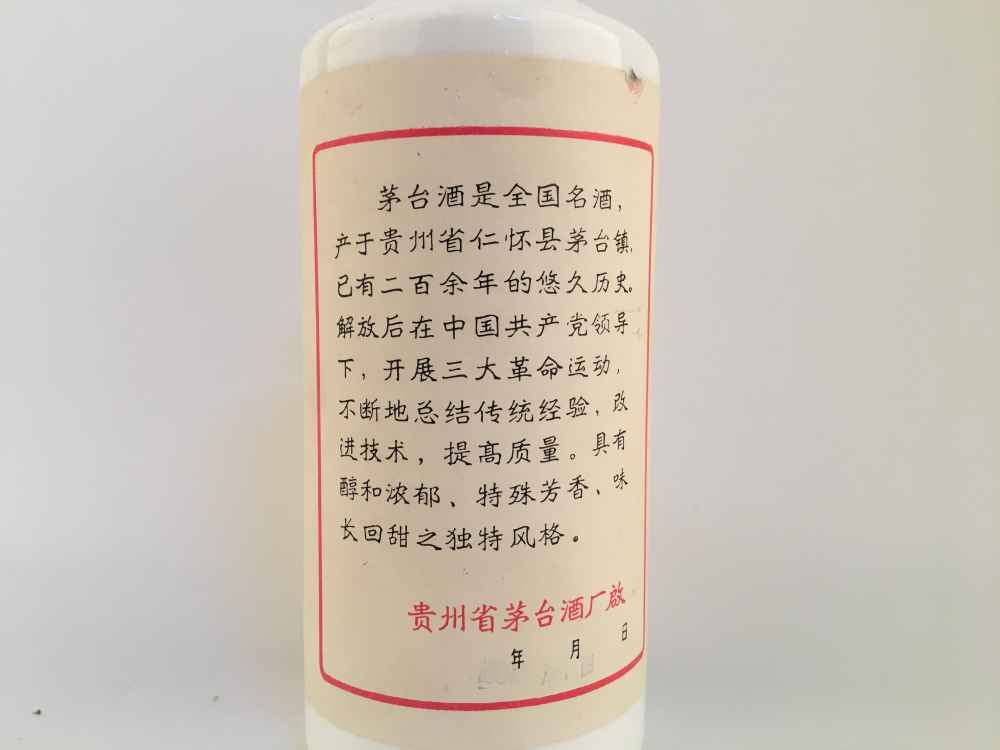 茅台酒是全国名酒，
产于贵州省仁怀县茅台镇，
已有二百余年的悠久历史。
解放后在中国共产党领导
下，开展三大革命运动，
不断地总结传统经验，改
进技术，提高质量。具有
醇和浓郁、特殊芳香、味
长回甜之独特风格。
贵州省茅台酒厂啟
年 月 日